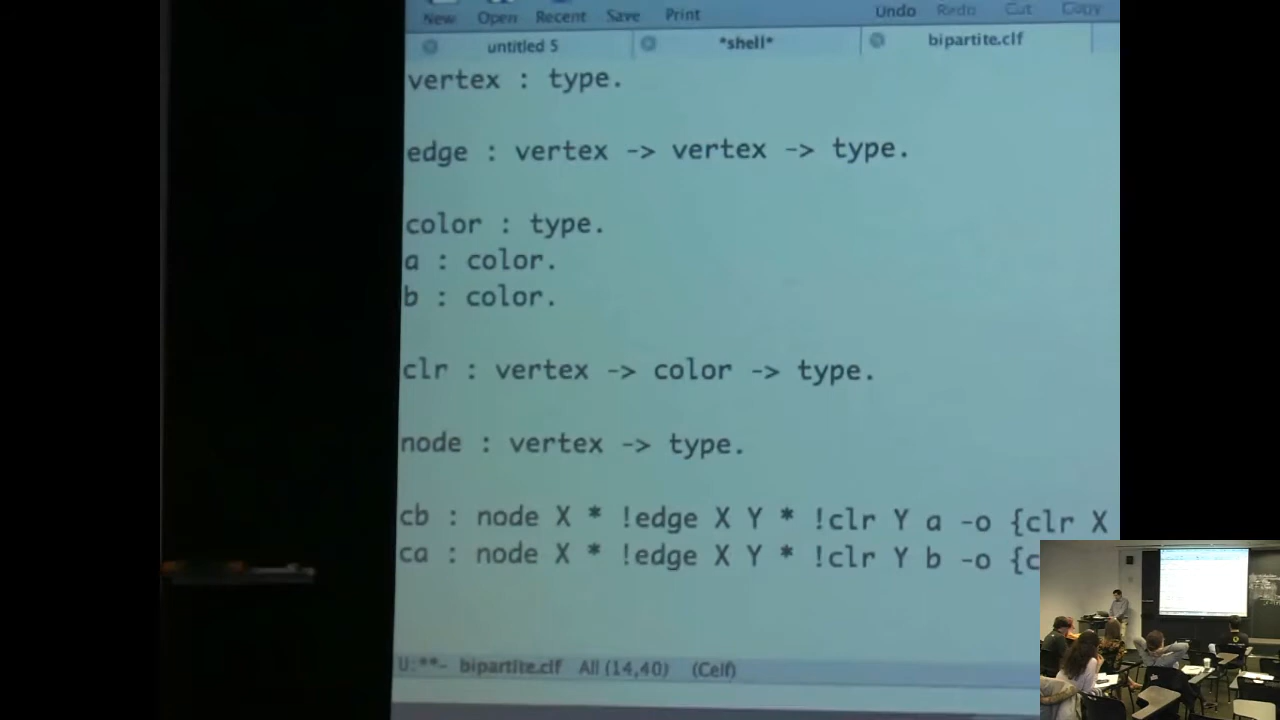 New Open Recent Save Print Undo Redo Cut Copy
untitled 5 *shell* bipartite.clf
vertex : type.
edge : vertex -> vertex -> type.
color : type.
a : color.
b : color.
clr : vertex -> color -> type.
node : vertex -> type.
cb : node X * !edge X Y * !clr Y a -o {clr X
ca : node X * !edge X Y * !clr Y b -o {c
U:**- bipartite.clf All (14,40) (Celf)